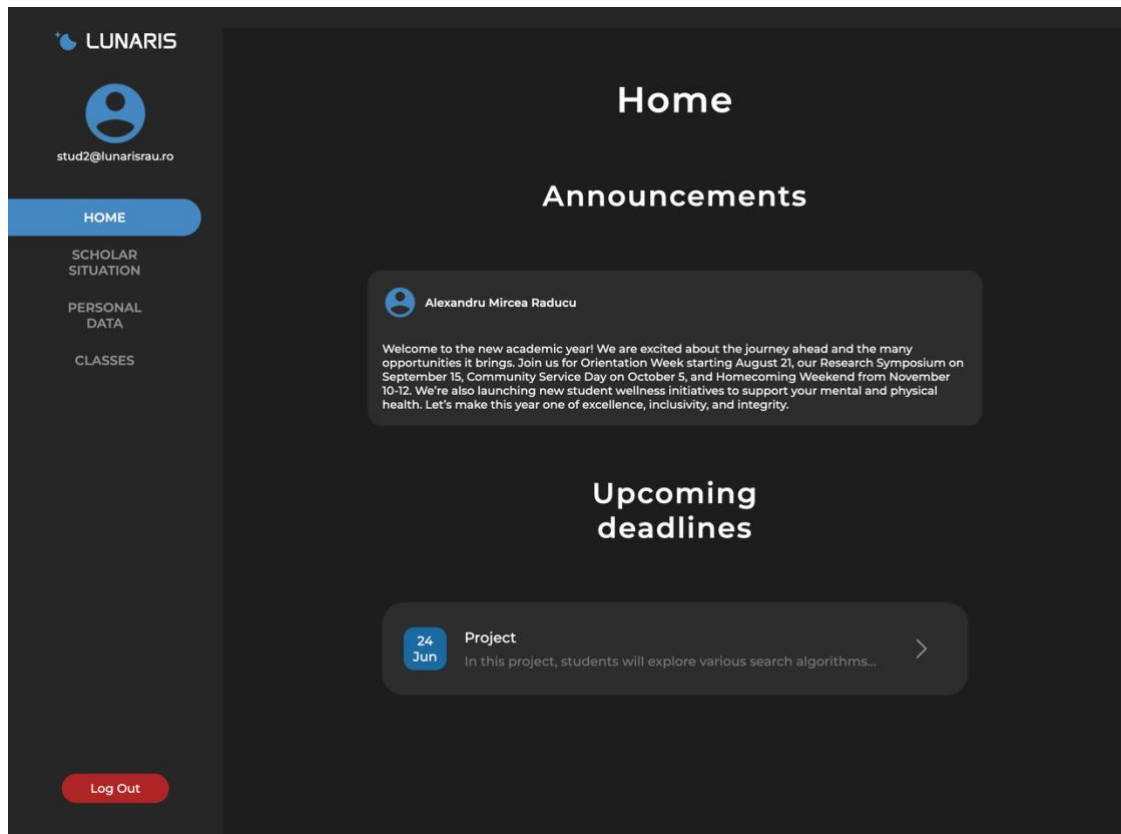 LUNARIS
stud2@lunarisrau.ro
HOME
SCHOLAR
SITUATION
PERSONAL
DATA
CLASSES
Log Out
Home
Announcements
Alexandru Mircea Raducu
Welcome to the new academic year! We are excited about the journey ahead and the many
opportunities it brings. Join us for Orientation Week starting August 21, our Research Symposium on
September 15, Community Service Day on October 5, and Homecoming Weekend from November
10-12. We're also launching new student wellness initiatives to support your mental and physical
health. Let's make this year one of excellence, inclusivity, and integrity.
Upcoming
deadlines
24
Jun
Project
In this project, students will explore various search algorithms...